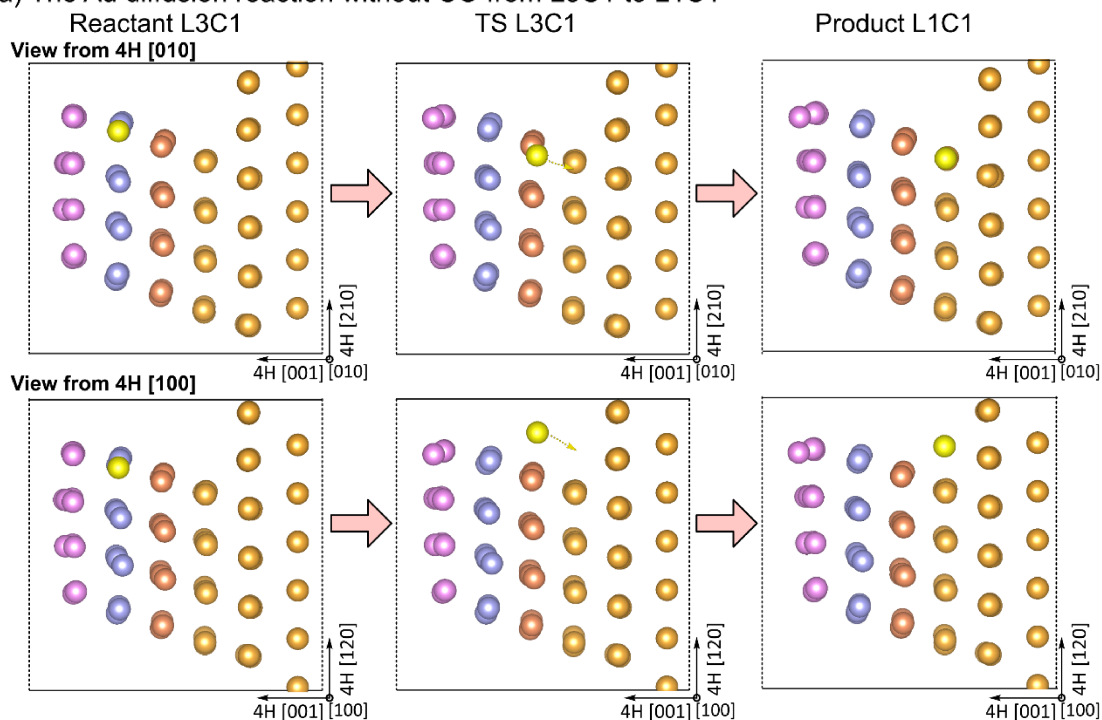 a) The Au diffusion reaction without CO from L3C1 to L1C1
Reactant L3C1 TS L3C1 Product L1C1
View from 4H [010]
4H [210] 4H [210] 4H [210]
4H [001] [010] 4H [001] [010] 4H [001] [010]
View from 4H [100]
4H [120] 4H [120] 4H [120]
4H [001] [100] 4H [001] [100] 4H [001] [100]